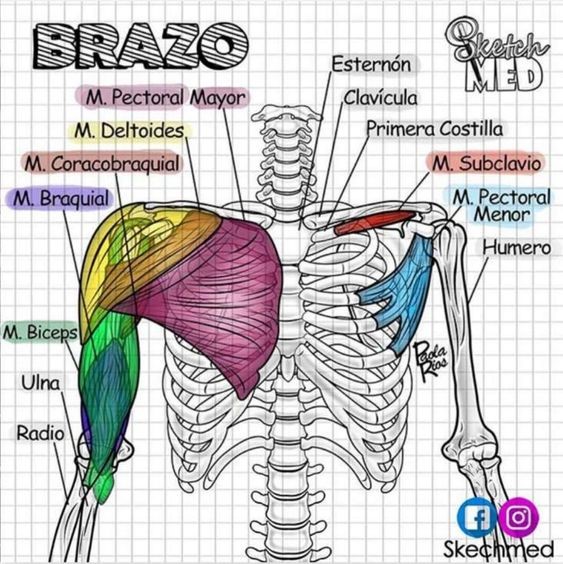 BRAZO
Sketch
MED
Esternón
M. Pectoral Mayor
Clavícula
M. Deltoides
Primera Costilla
M. Coracobraquial
M. Subclavio
M. Braquial
M. Pectoral
Menor
Humero
M. Biceps
Paola
Rios
Ulna
Radio
Skechmed